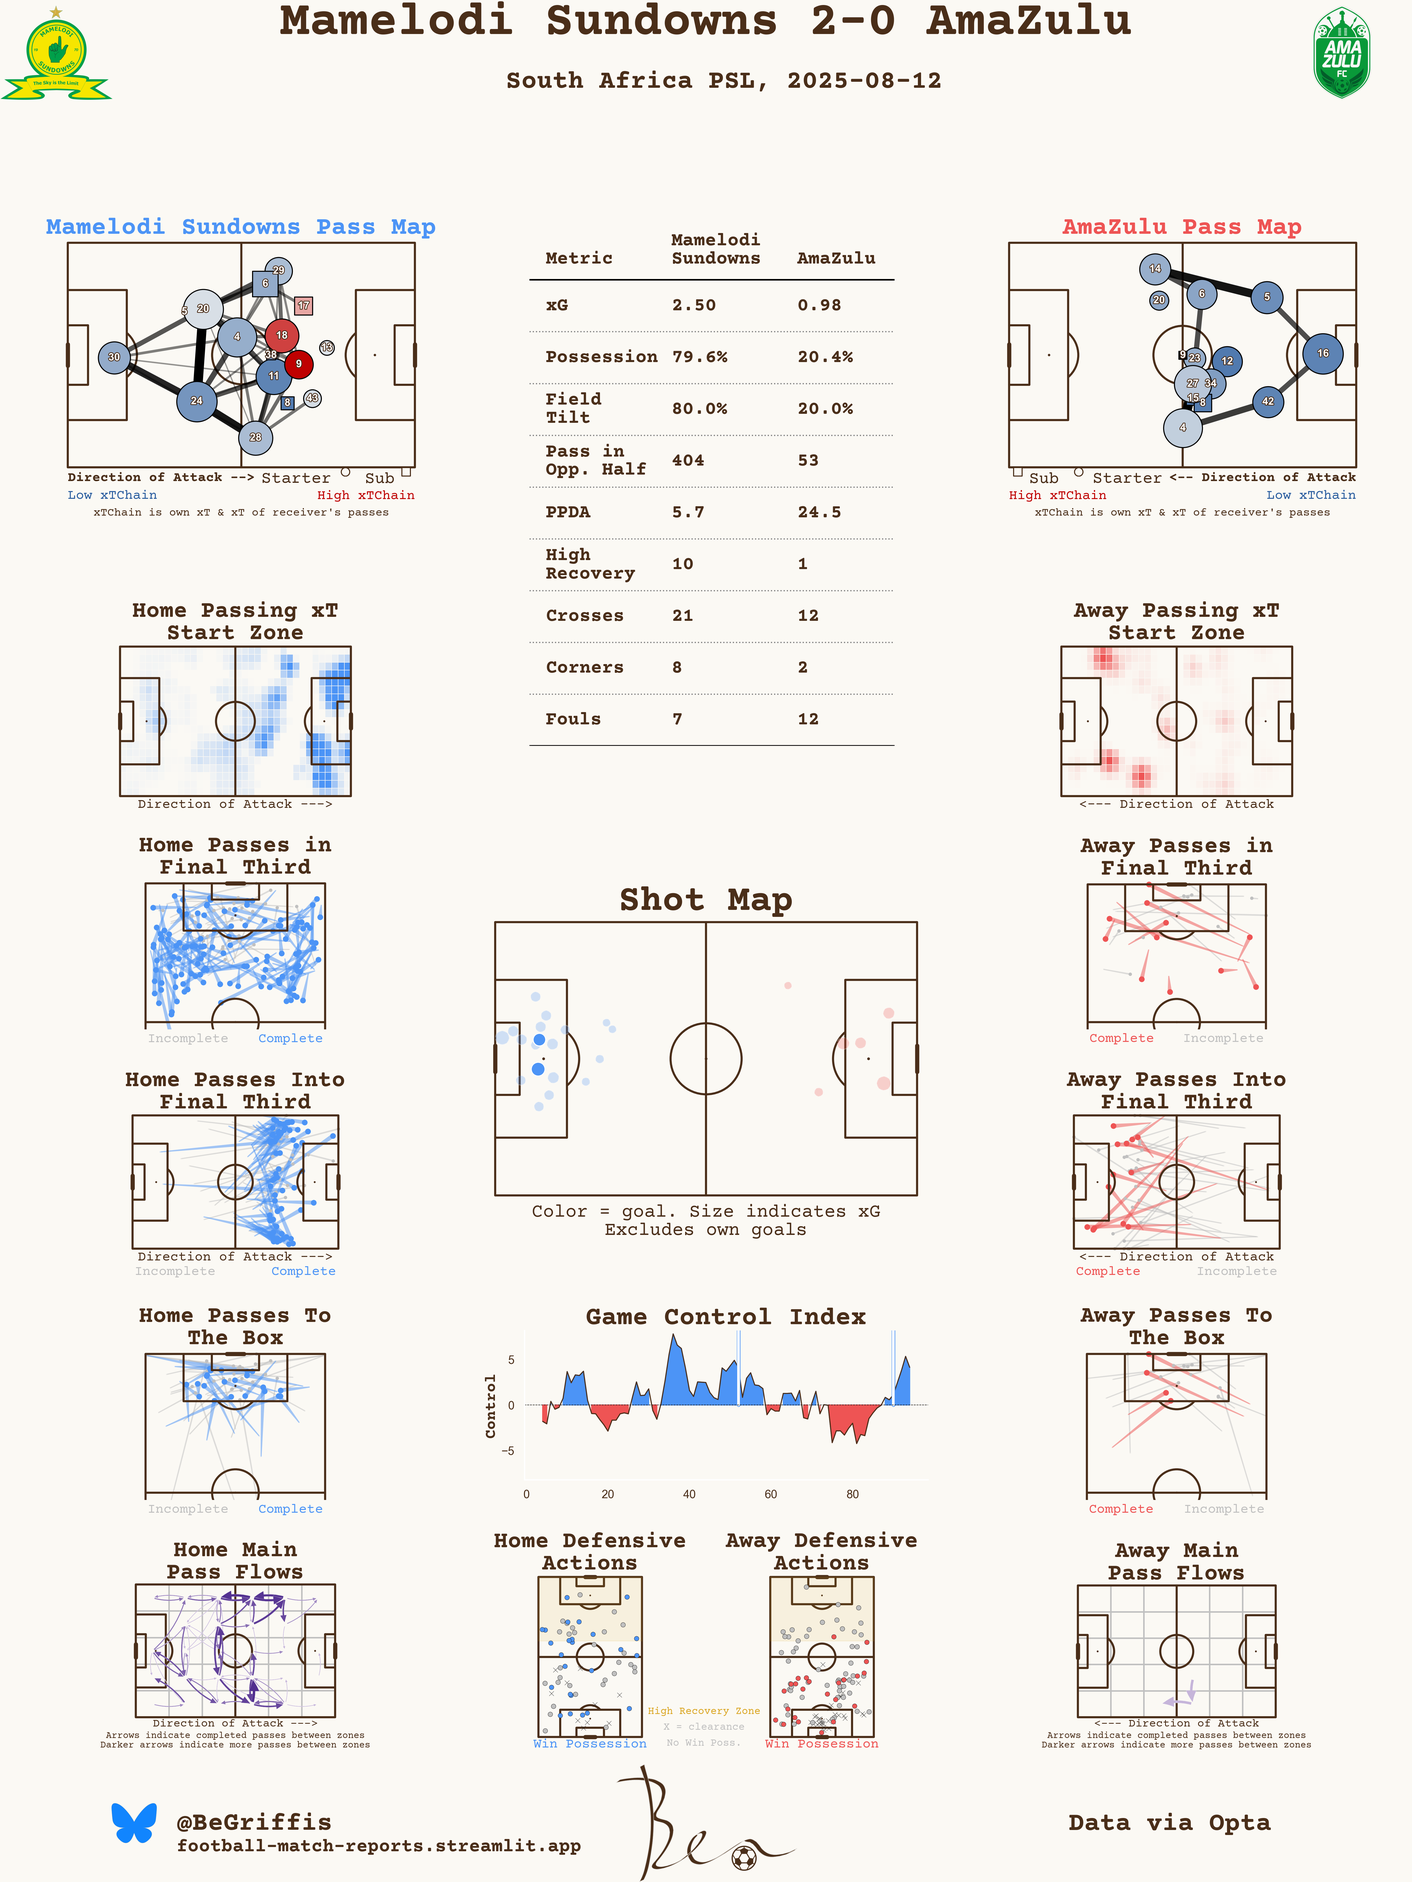 Mamelodi Sundowns 2-0 AmaZulu
South Africa PSL, 2025-08-12
MAMELODI
SUNDOWNS
The Sky is the Limit
AMA
ZULU
FC
Mamelodi Sundowns Pass Map
29
6
17
5
20
4
18
13
38
30
9
11
24
8
43
28
Direction of Attack --> Starter Sub
Low xTChain High xTChain
xTChain is own xT & xT of receiver's passes
Metric Mamelodi Sundowns AmaZulu
xG 2.50 0.98
Possession 79.6% 20.4%
Field Tilt 80.0% 20.0%
Pass in Opp. Half 404 53
PPDA 5.7 24.5
High Recovery 10 1
Crosses 21 12
Corners 8 2
Fouls 7 12
AmaZulu Pass Map
14
6
5
20
16
9
23
12
27
34
15
8
42
4
Sub Starter <-- Direction of Attack
High xTChain Low xTChain
xTChain is own xT & xT of receiver's passes
Home Passing xT
Start Zone
Direction of Attack --->
Away Passing xT
Start Zone
<--- Direction of Attack
Home Passes in
Final Third
Incomplete Complete
Away Passes in
Final Third
Complete Incomplete
Shot Map
Color = goal. Size indicates xG
Excludes own goals
Home Passes Into
Final Third
Direction of Attack --->
Incomplete Complete
Away Passes Into
Final Third
<--- Direction of Attack
Complete Incomplete
Home Passes To
The Box
Incomplete Complete
Game Control Index
Control
5
0
−5
0 20 40 60 80
Away Passes To
The Box
Complete Incomplete
Home Main
Pass Flows
Direction of Attack --->
Arrows indicate completed passes between zones
Darker arrows indicate more passes between zones
Home Defensive
Actions
Win Possession
Away Defensive
Actions
Win Possession
High Recovery Zone
X = clearance
No Win Poss.
Away Main
Pass Flows
<--- Direction of Attack
Arrows indicate completed passes between zones
Darker arrows indicate more passes between zones
@BeGriffis
football-match-reports.streamlit.app
Ben
Data via Opta